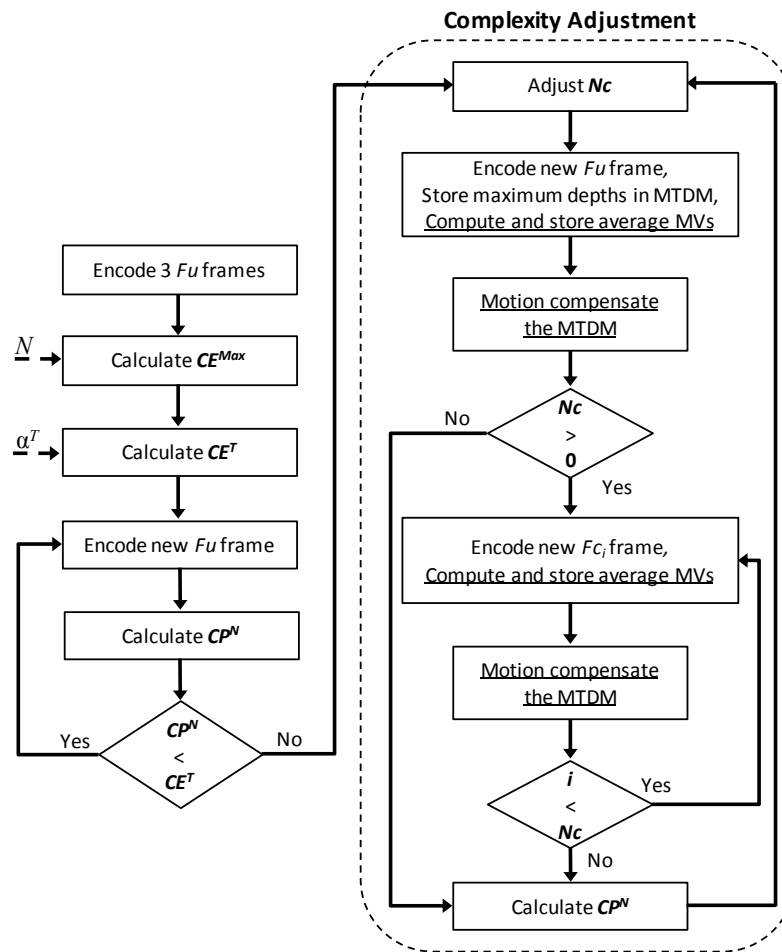 Complexity Adjustment
Encode 3 Fu frames
N
Calculate CE^Max
α^T
Calculate CE^T
Encode new Fu frame
Calculate CP^N
CP^N
<
CE^T
Yes
No
Adjust Nc
Encode new Fu frame,
Store maximum depths in MTDM,
Compute and store average MVs
Motion compensate
the MTDM
Nc
>
0
No
Yes
Encode new Fc_i frame,
Compute and store average MVs
Motion compensate
the MTDM
i
<
Nc
Yes
No
Calculate CP^N